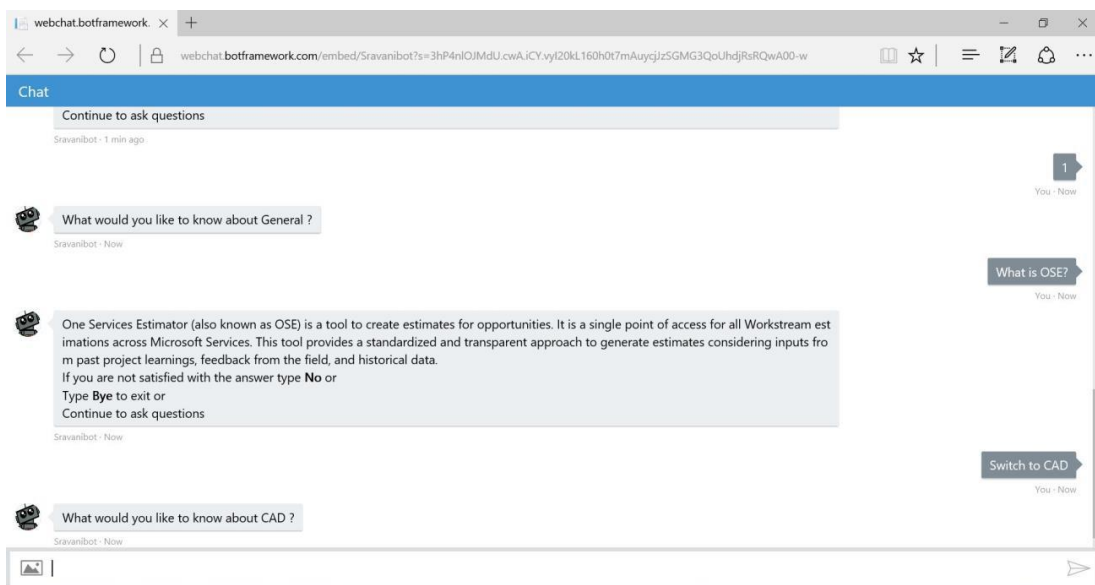 webchat.botframework.
webchat.botframework.com/embed/Sravanibot?s=3hP4nlOJMdU.cwA.iCY.vyI20kL160h0t7mAuycjJzSGMG3QoUhdjRsRQwA00-w
Chat
Continue to ask questions
Sravanibot · 1 min ago
1
You · Now
What would you like to know about General ?
Sravanibot · Now
What is OSE?
You · Now
One Services Estimator (also known as OSE) is a tool to create estimates for opportunities. It is a single point of access for all Workstream est
imations across Microsoft Services. This tool provides a standardized and transparent approach to generate estimates considering inputs fro
m past project learnings, feedback from the field, and historical data.
If you are not satisfied with the answer type No or
Type Bye to exit or
Continue to ask questions
Sravanibot · Now
Switch to CAD
You · Now
What would you like to know about CAD ?
Sravanibot · Now